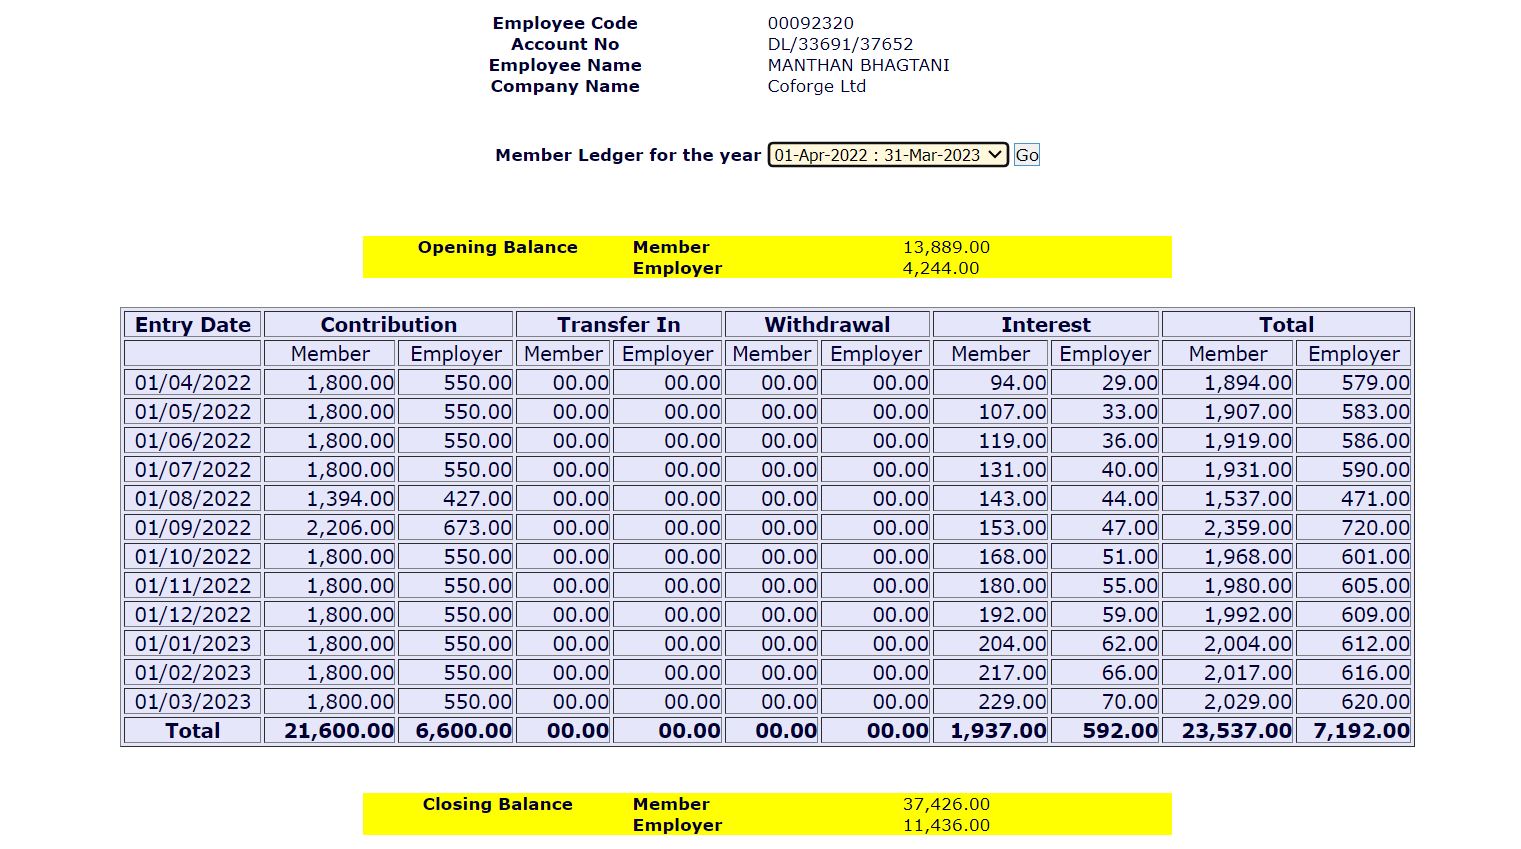 Employee Code 00092320
Account No DL/33691/37652
Employee Name MANTHAN BHAGTANI
Company Name Coforge Ltd
Member Ledger for the year 01-Apr-2022 : 31-Mar-2023 Go
Opening Balance Member 13,889.00
Employer 4,244.00
Entry Date Contribution Transfer In Withdrawal Interest Total
Member Employer Member Employer Member Employer Member Employer Member Employer
01/04/2022 1,800.00 550.00 00.00 00.00 00.00 00.00 94.00 29.00 1,894.00 579.00
01/05/2022 1,800.00 550.00 00.00 00.00 00.00 00.00 107.00 33.00 1,907.00 583.00
01/06/2022 1,800.00 550.00 00.00 00.00 00.00 00.00 119.00 36.00 1,919.00 586.00
01/07/2022 1,800.00 550.00 00.00 00.00 00.00 00.00 131.00 40.00 1,931.00 590.00
01/08/2022 1,394.00 427.00 00.00 00.00 00.00 00.00 143.00 44.00 1,537.00 471.00
01/09/2022 2,206.00 673.00 00.00 00.00 00.00 00.00 153.00 47.00 2,359.00 720.00
01/10/2022 1,800.00 550.00 00.00 00.00 00.00 00.00 168.00 51.00 1,968.00 601.00
01/11/2022 1,800.00 550.00 00.00 00.00 00.00 00.00 180.00 55.00 1,980.00 605.00
01/12/2022 1,800.00 550.00 00.00 00.00 00.00 00.00 192.00 59.00 1,992.00 609.00
01/01/2023 1,800.00 550.00 00.00 00.00 00.00 00.00 204.00 62.00 2,004.00 612.00
01/02/2023 1,800.00 550.00 00.00 00.00 00.00 00.00 217.00 66.00 2,017.00 616.00
01/03/2023 1,800.00 550.00 00.00 00.00 00.00 00.00 229.00 70.00 2,029.00 620.00
Total 21,600.00 6,600.00 00.00 00.00 00.00 00.00 1,937.00 592.00 23,537.00 7,192.00
Closing Balance Member 37,426.00
Employer 11,436.00